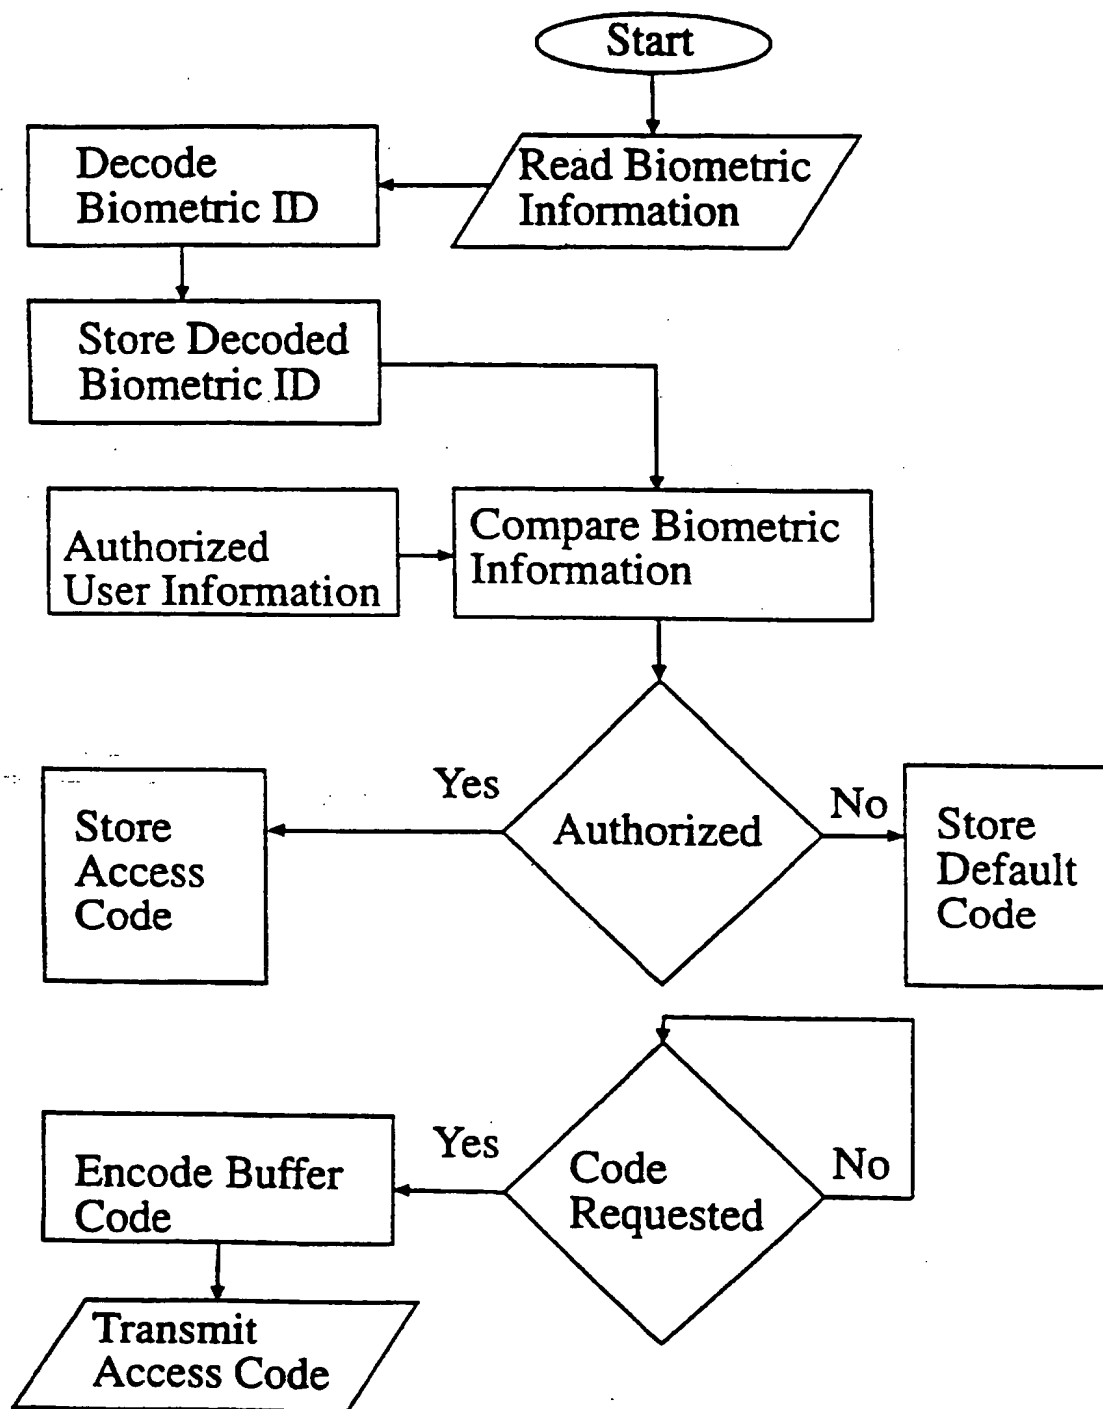 Start
Read Biometric
Information
Decode
Biometric ID
Store Decoded
Biometric ID
Authorized
User Information
Compare Biometric
Information
Authorized
Yes
No
Store
Access
Code
Store
Default
Code
Code
Requested
Yes
No
Encode Buffer
Code
Transmit
Access Code